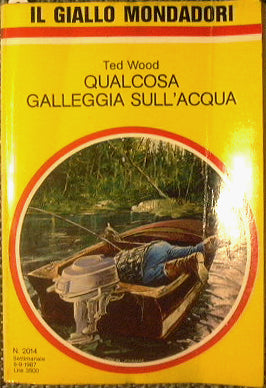 IL GIALLO MONDADORI
Ted Wood
QUALCOSA
GALLEGGIA SULL'ACQUA
N. 2014
Settimanale
6-9-1987
Lire 3500